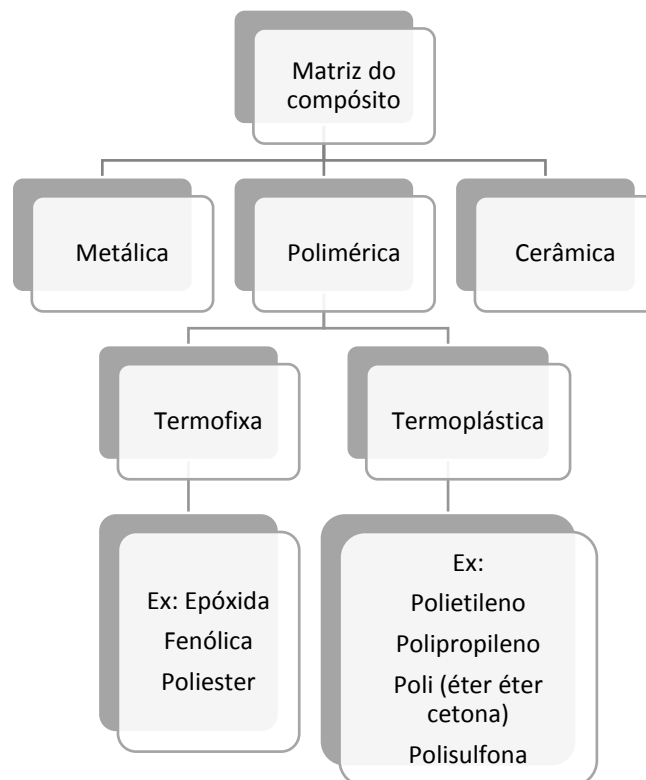 Matriz do
compósito
Metálica
Polimérica
Cerâmica
Termofixa
Termoplástica
Ex: Epóxida
Fenólica
Poliester
Ex:
Polietileno
Polipropileno
Poli (éter éter
cetona)
Polisulfona